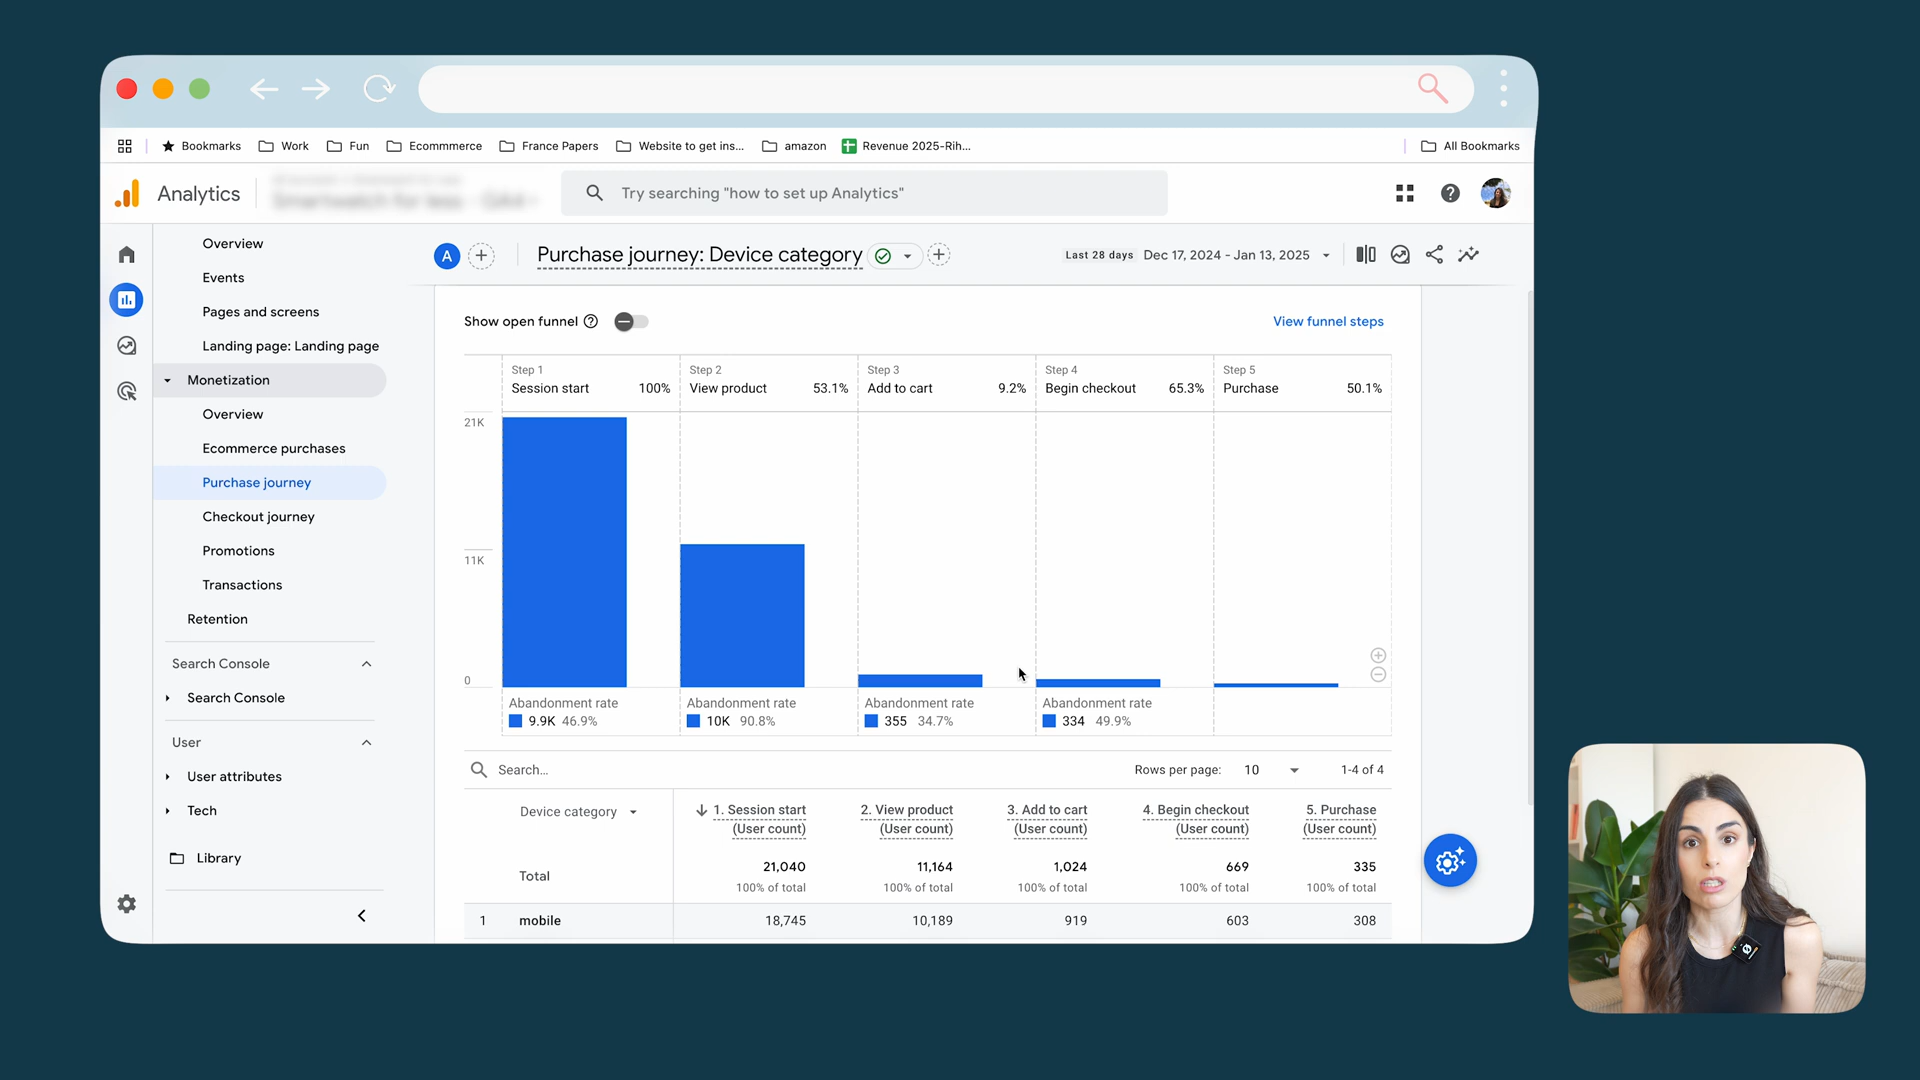 Bookmarks Work Fun Ecommmerce France Papers Website to get ins... amazon Revenue 2025-Rih... All Bookmarks
Analytics
Try searching "how to set up Analytics"
Overview
Events
Pages and screens
Landing page: Landing page
Monetization
Overview
Ecommerce purchases
Purchase journey
Checkout journey
Promotions
Transactions
Retention
Search Console
Search Console
User
User attributes
Tech
Library
A
Purchase journey: Device category
Last 28 days Dec 17, 2024 - Jan 13, 2025
Show open funnel
View funnel steps
Step 1 Step 2 Step 3 Step 4 Step 5
Session start 100% View product 53.1% Add to cart 9.2% Begin checkout 65.3% Purchase 50.1%
21K
11K
0
Abandonment rate Abandonment rate Abandonment rate Abandonment rate
9.9K 46.9% 10K 90.8% 355 34.7% 334 49.9%
Search... Rows per page: 10 1-4 of 4
Device category 1. Session start 2. View product 3. Add to cart 4. Begin checkout 5. Purchase
(User count) (User count) (User count) (User count) (User count)
Total 21,040 11,164 1,024 669 335
100% of total 100% of total 100% of total 100% of total 100% of total
1 mobile 18,745 10,189 919 603 308